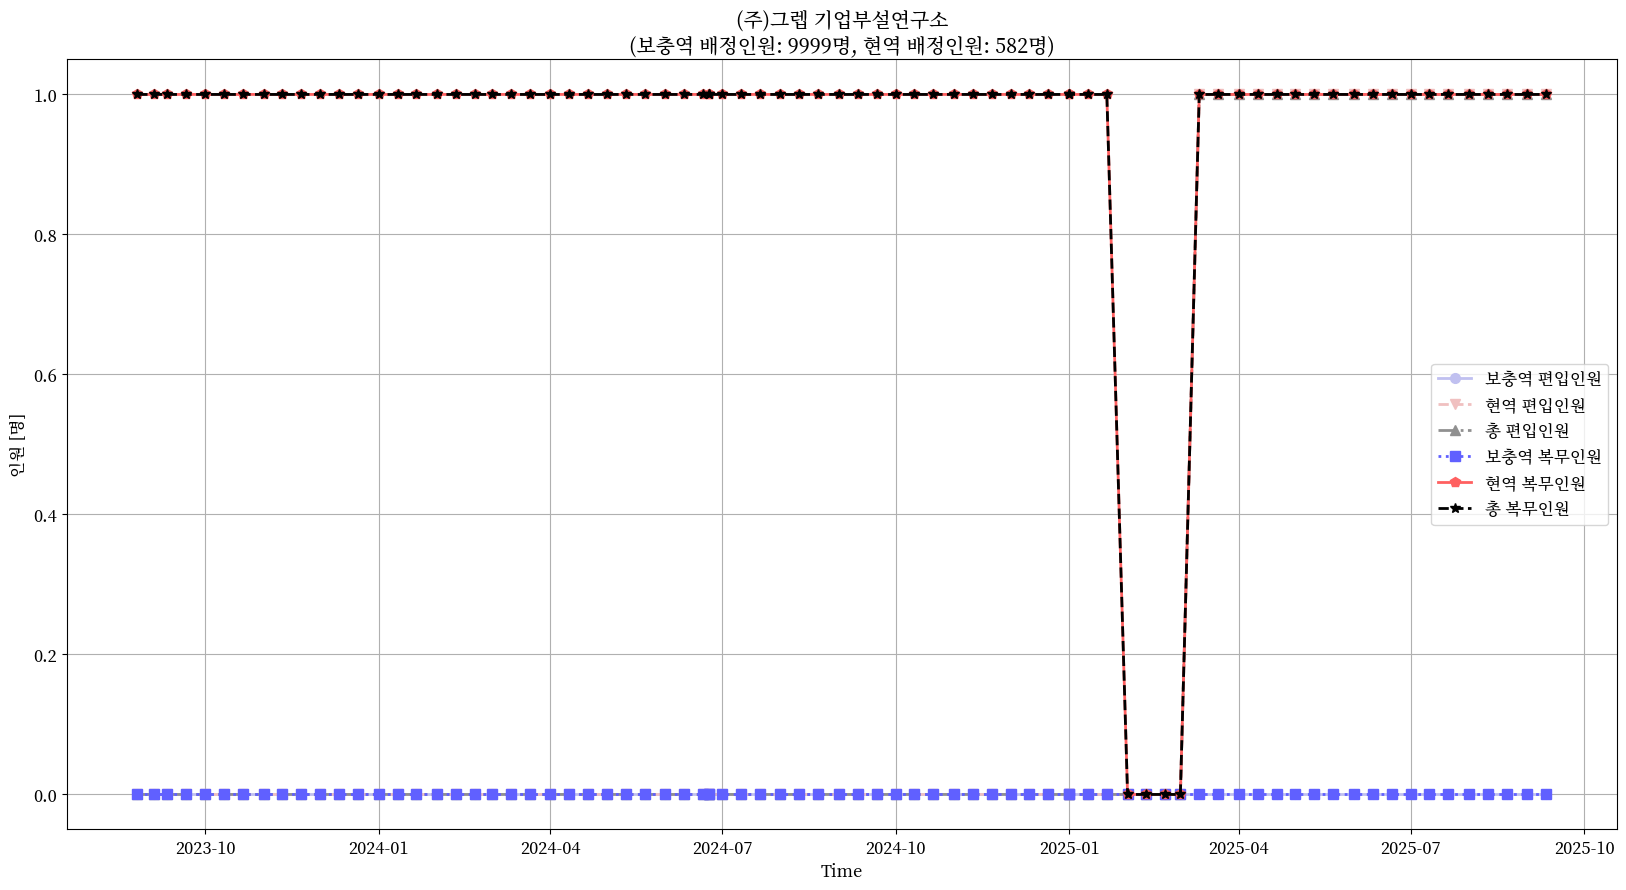 (주)그렙 기업부설연구소
(보충역 배정인원: 9999명, 현역 배정인원: 582명)
1.0
0.8
0.6
0.4
0.2
0.0
인원 [명]
보충역 편입인원
현역 편입인원
총 편입인원
보충역 복무인원
현역 복무인원
총 복무인원
2023-10
2024-01
2024-04
2024-07
2024-10
2025-01
2025-04
2025-07
2025-10
Time